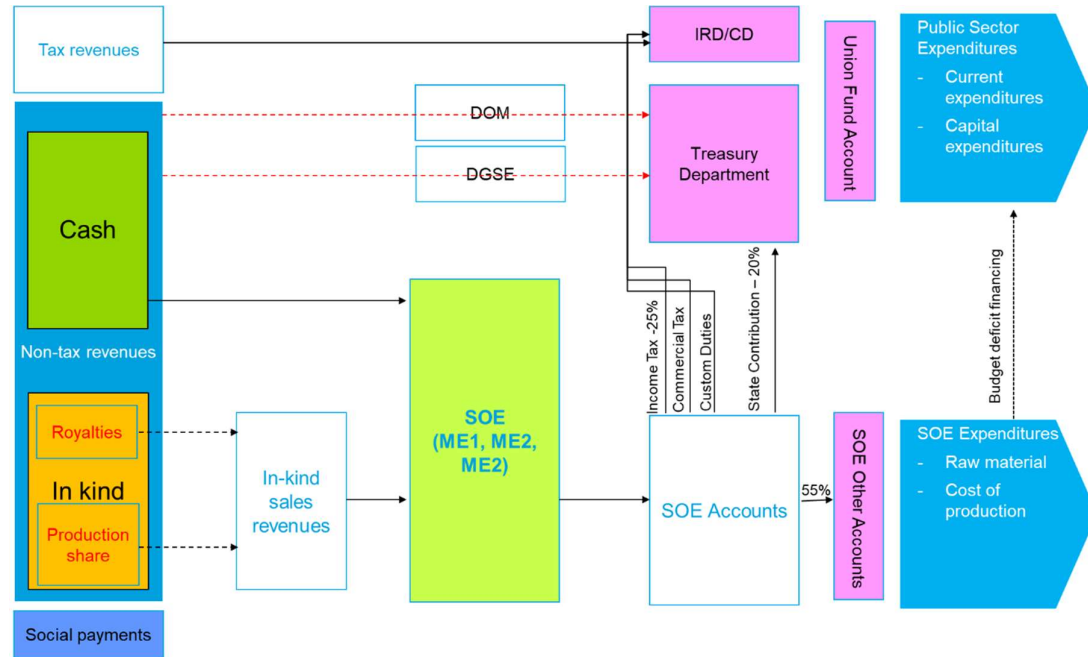 Tax revenues
IRD/CD
Union Fund Account
Public Sector
Expenditures
- Current
expenditures
- Capital
expenditures
DOM
DGSE
Treasury
Department
Cash
Non-tax revenues
Royalties
In kind
Production
share
In-kind
sales
revenues
SOE
(ME1, ME2,
ME2)
Income Tax -25%
Commercial Tax
Custom Duties
State Contribution – 20%
SOE Accounts
55%
SOE Other Accounts
Budget deficit financing
SOE Expenditures
- Raw material
- Cost of
production
Social payments